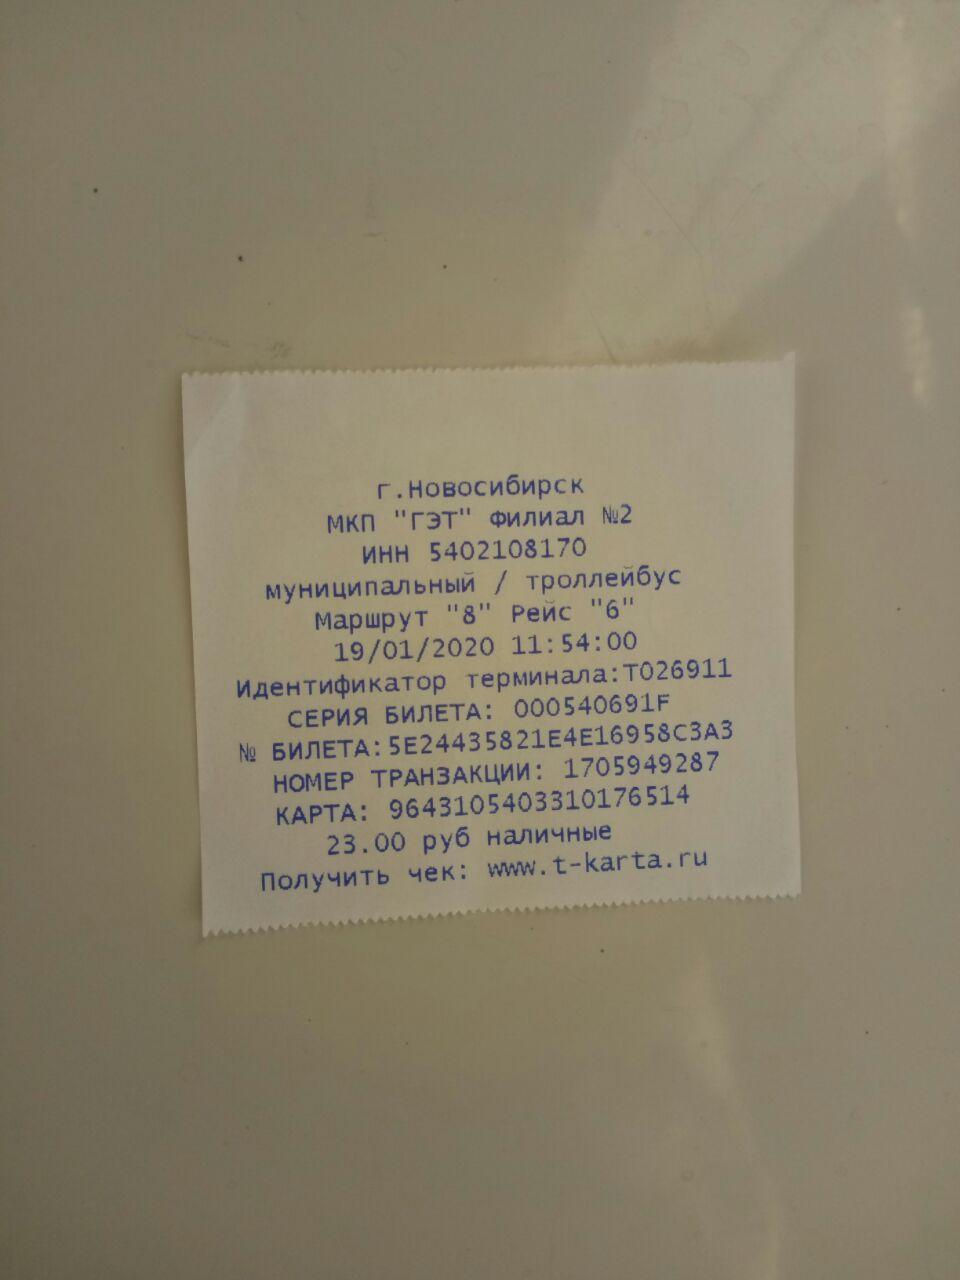 г.Новосибирск
МКП "ГЭТ" Филиал №2
ИНН 5402108170
муниципальный / троллейбус
Маршрут "8" Рейс "6"
19/01/2020 11:54:00
Идентификатор терминала:T026911
СЕРИЯ БИЛЕТА: 000540691F
№ БИЛЕТА:5E24435821E4E16958C3A3
НОМЕР ТРАНЗАКЦИИ: 1705949287
КАРТА: 9643105403310176514
23.00 руб наличные
Получить чек: www.t-karta.ru